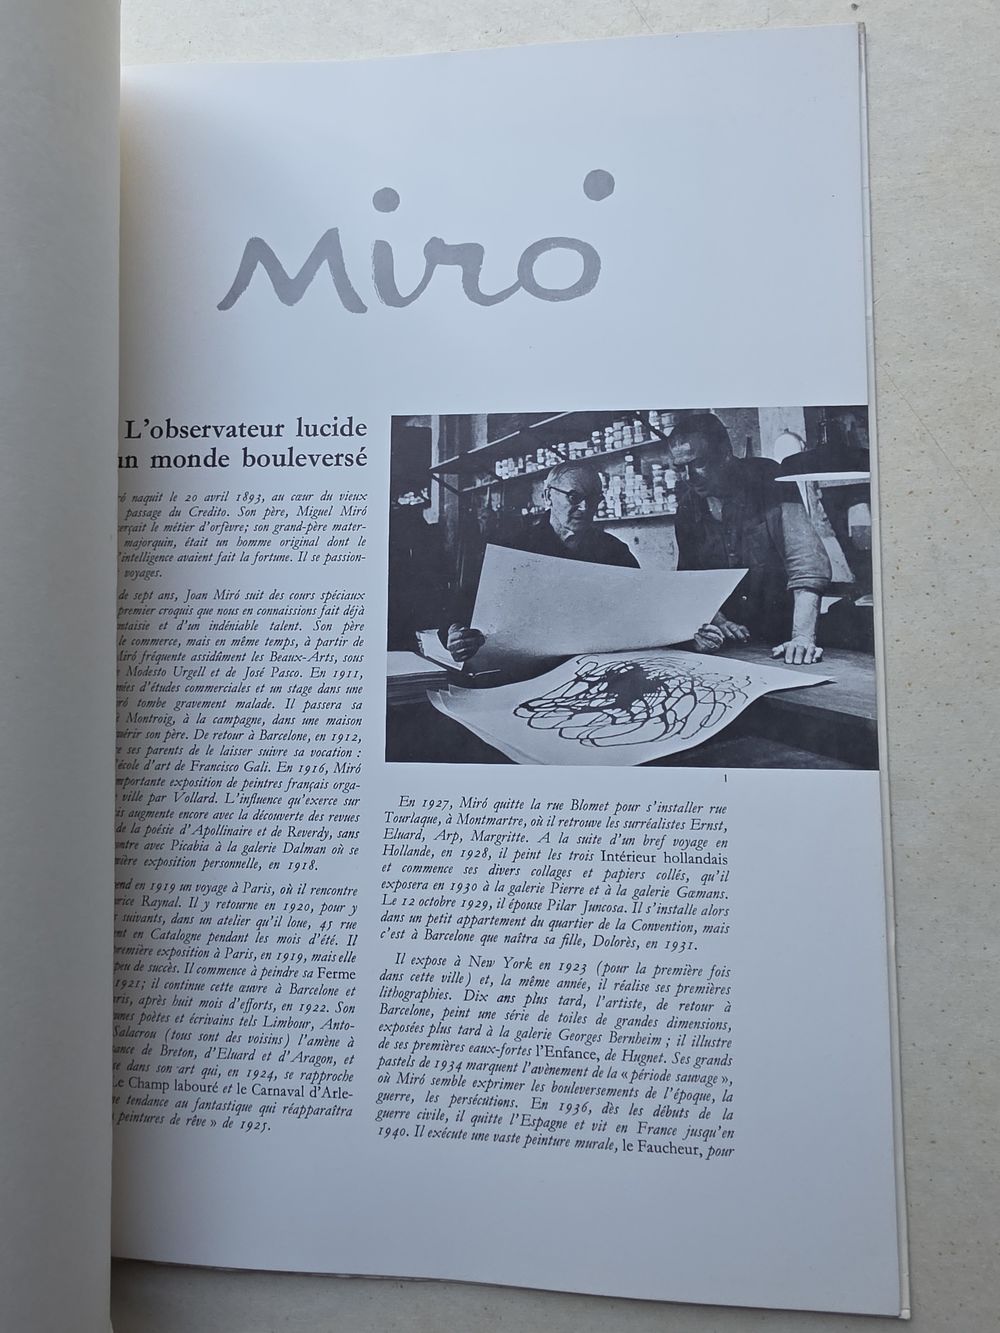 Miró
L'observateur lucide
un monde bouleversé
naquit le 20 avril 1893, au cœur du vieux
passage du Credito. Son père, Miguel Miró
le métier d'orfèvre; son grand-père mater-
majorquin, était un homme original dont le
l'intelligence avaient fait la fortune. Il se passion-
voyages.
de sept ans, Joan Miró suit des cours spéciaux
premier croquis que nous en connaissions fait déjà
et d'un indéniable talent. Son père
le commerce, mais en même temps, à partir de
Miró fréquente assidûment les Beaux-Arts, sous
Modesto Urgell et de José Pasco. En 1911,
d'études commerciales et un stage dans une
tombe gravement malade. Il passera sa
Montroig, à la campagne, dans une maison
son père. De retour à Barcelone, en 1912,
ses parents de le laisser suivre sa vocation :
l'école d'art de Francisco Gali. En 1916, Miró
importante exposition de peintres français orga-
ville par Vollard. L'influence qu'exerce sur
augmente encore avec la découverte des revues
de la poésie d'Apollinaire et de Reverdy, sans
avec Picabia à la galerie Dalman où se
exposition personnelle, en 1918.
en 1919 un voyage à Paris, où il rencontre
Raynal. Il y retourne en 1920, pour y
suivants, dans un atelier qu'il loue, 45 rue
en Catalogne pendant les mois d'été. Il
première exposition à Paris, en 1919, mais elle
peu de succès. Il commence à peindre sa Ferme
1921; il continue cette œuvre à Barcelone et
après huit mois d'efforts, en 1922. Son
poètes et écrivains tels Limbour, Anto-
Salacrou (tous sont des voisins) l'amène à
de Breton, d'Eluard et d'Aragon, et
dans son art qui, en 1924, se rapproche
Le Champ labouré et le Carnaval d'Arle-
tendance au fantastique qui réapparaîtra
peintures de rêve » de 1925.
1
En 1927, Miró quitte la rue Blomet pour s'installer rue
Tourlaque, à Montmartre, où il retrouve les surréalistes Ernst,
Eluard, Arp, Margritte. A la suite d'un bref voyage en
Hollande, en 1928, il peint les trois Intérieur hollandais
et commence ses divers collages et papiers collés, qu'il
exposera en 1930 à la galerie Pierre et à la galerie Gœmans.
Le 12 octobre 1929, il épouse Pilar Juncosa. Il s'installe alors
dans un petit appartement du quartier de la Convention, mais
c'est à Barcelone que naîtra sa fille, Dolorès, en 1931.
Il expose à New York en 1923 (pour la première fois
dans cette ville) et, la même année, il réalise ses premières
lithographies. Dix ans plus tard, l'artiste, de retour à
Barcelone, peint une série de toiles de grandes dimensions,
exposées plus tard à la galerie Georges Bernheim ; il illustre
de ses premières eaux-fortes l'Enfance, de Hugnet. Ses grands
pastels de 1934 marquent l'avènement de la « période sauvage »,
où Miró semble exprimer les bouleversements de l'époque, la
guerre, les persécutions. En 1936, dès les débuts de la
guerre civile, il quitte l'Espagne et vit en France jusqu'en
1940. Il exécute une vaste peinture murale, le Faucheur, pour